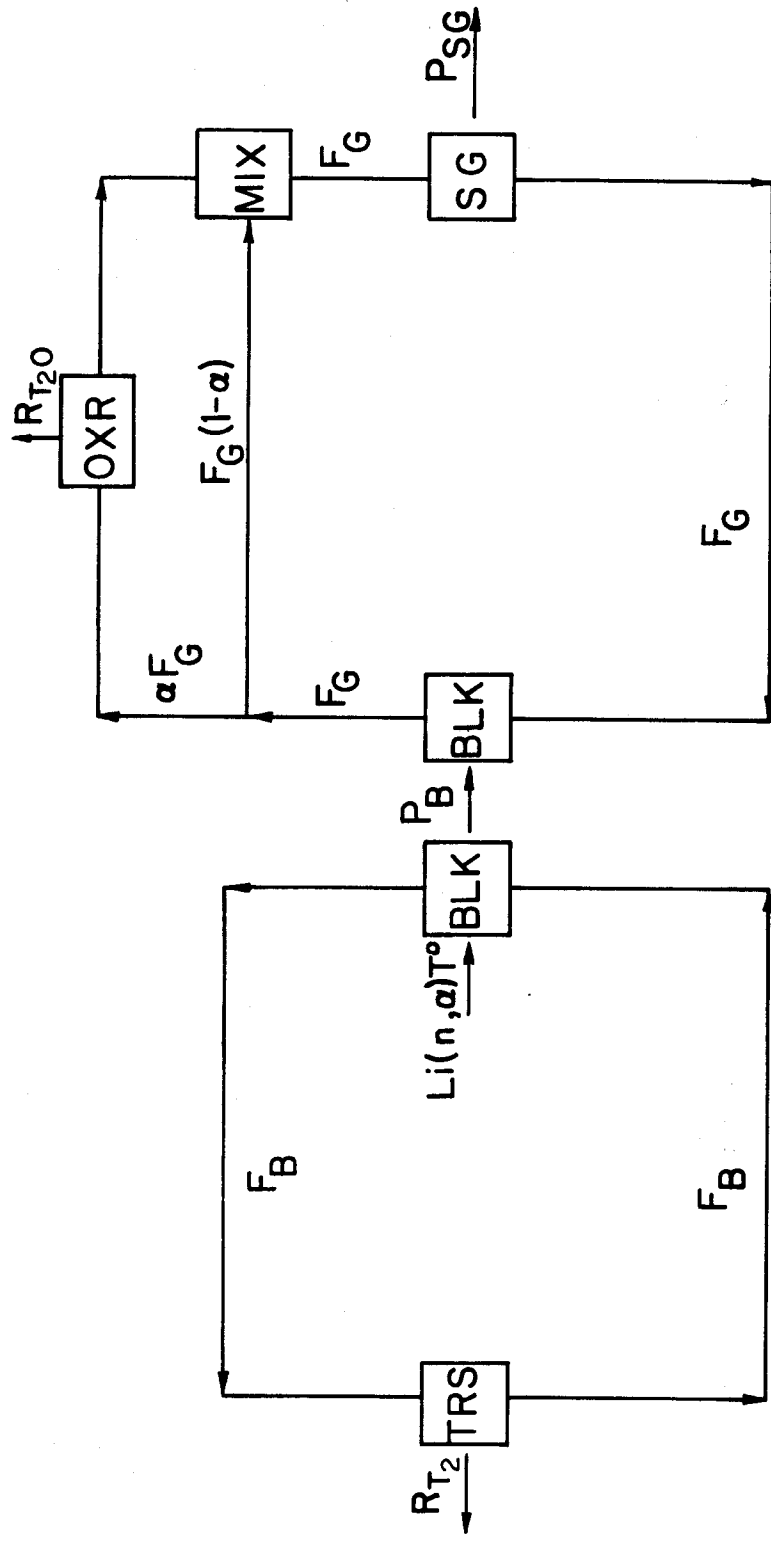 R_T2O
OXR
αF_G
F_G(1-α)
MIX
F_G
F_G
P_SG
SG
BLK
P_B
BLK
Li(n,α)T°
F_G
F_B
F_B
TRS
R_T2